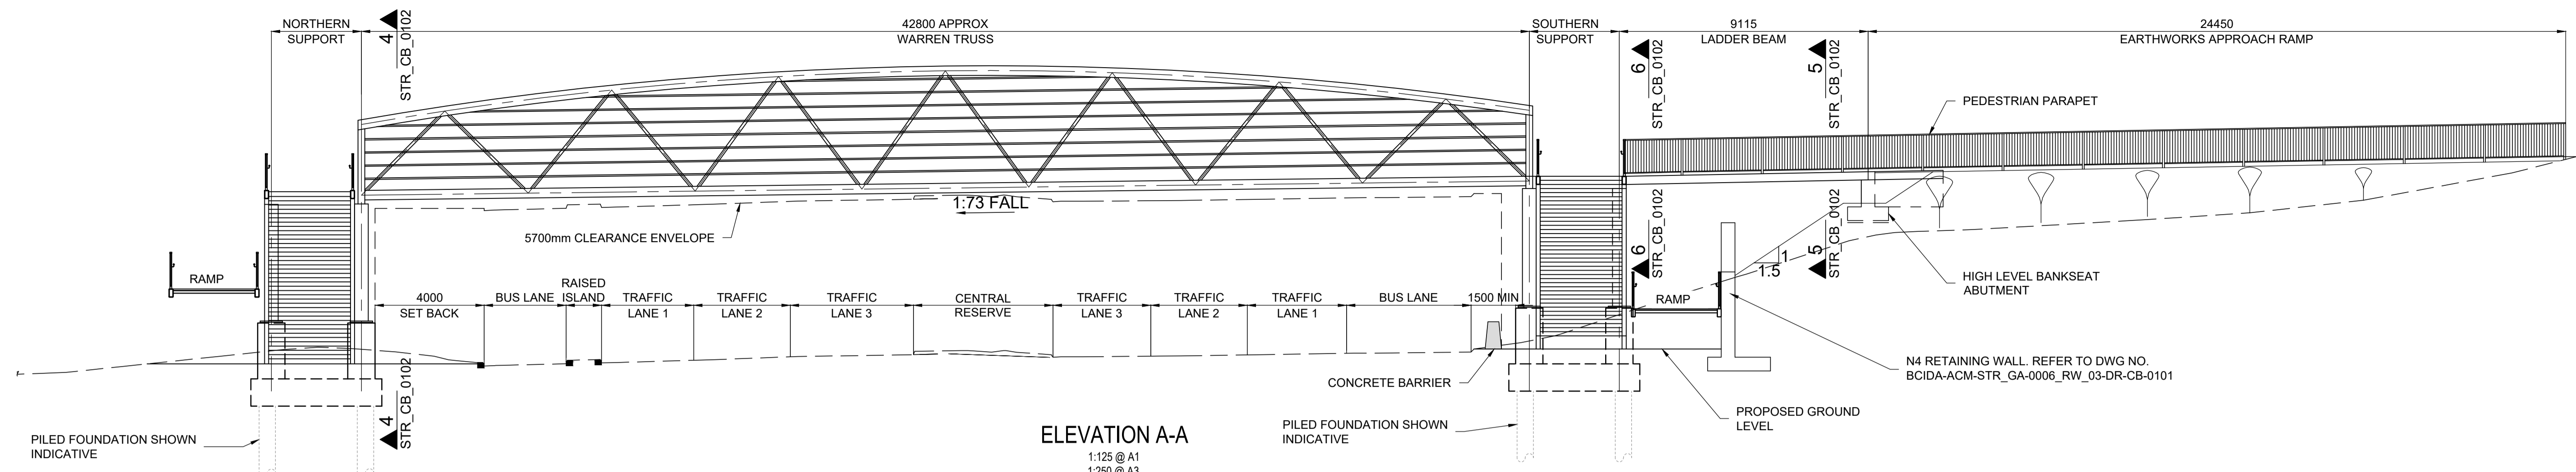 NORTHERN
SUPPORT
4
STR_CB_0102
42800 APPROX
WARREN TRUSS
SOUTHERN
SUPPORT
9115
LADDER BEAM
24450
EARTHWORKS APPROACH RAMP
6
STR_CB_0102
5
STR_CB_0102
PEDESTRIAN PARAPET
1:73 FALL
5700mm CLEARANCE ENVELOPE
6
STR_CB_0102
5
STR_CB_0102
1
1.5
HIGH LEVEL BANKSEAT
ABUTMENT
RAMP
4000
SET BACK
BUS LANE
RAISED
ISLAND
TRAFFIC
LANE 1
TRAFFIC
LANE 2
TRAFFIC
LANE 3
CENTRAL
RESERVE
TRAFFIC
LANE 3
TRAFFIC
LANE 2
TRAFFIC
LANE 1
BUS LANE
1500 MIN
RAMP
N4 RETAINING WALL. REFER TO DWG NO.
BCIDA-ACM-STR_GA-0006_RW_03-DR-CB-0101
CONCRETE BARRIER
4
STR_CB_0102
PROPOSED GROUND
LEVEL
PILED FOUNDATION SHOWN
INDICATIVE
PILED FOUNDATION SHOWN
INDICATIVE
ELEVATION A-A
1:125 @ A1
1:250 @ A3